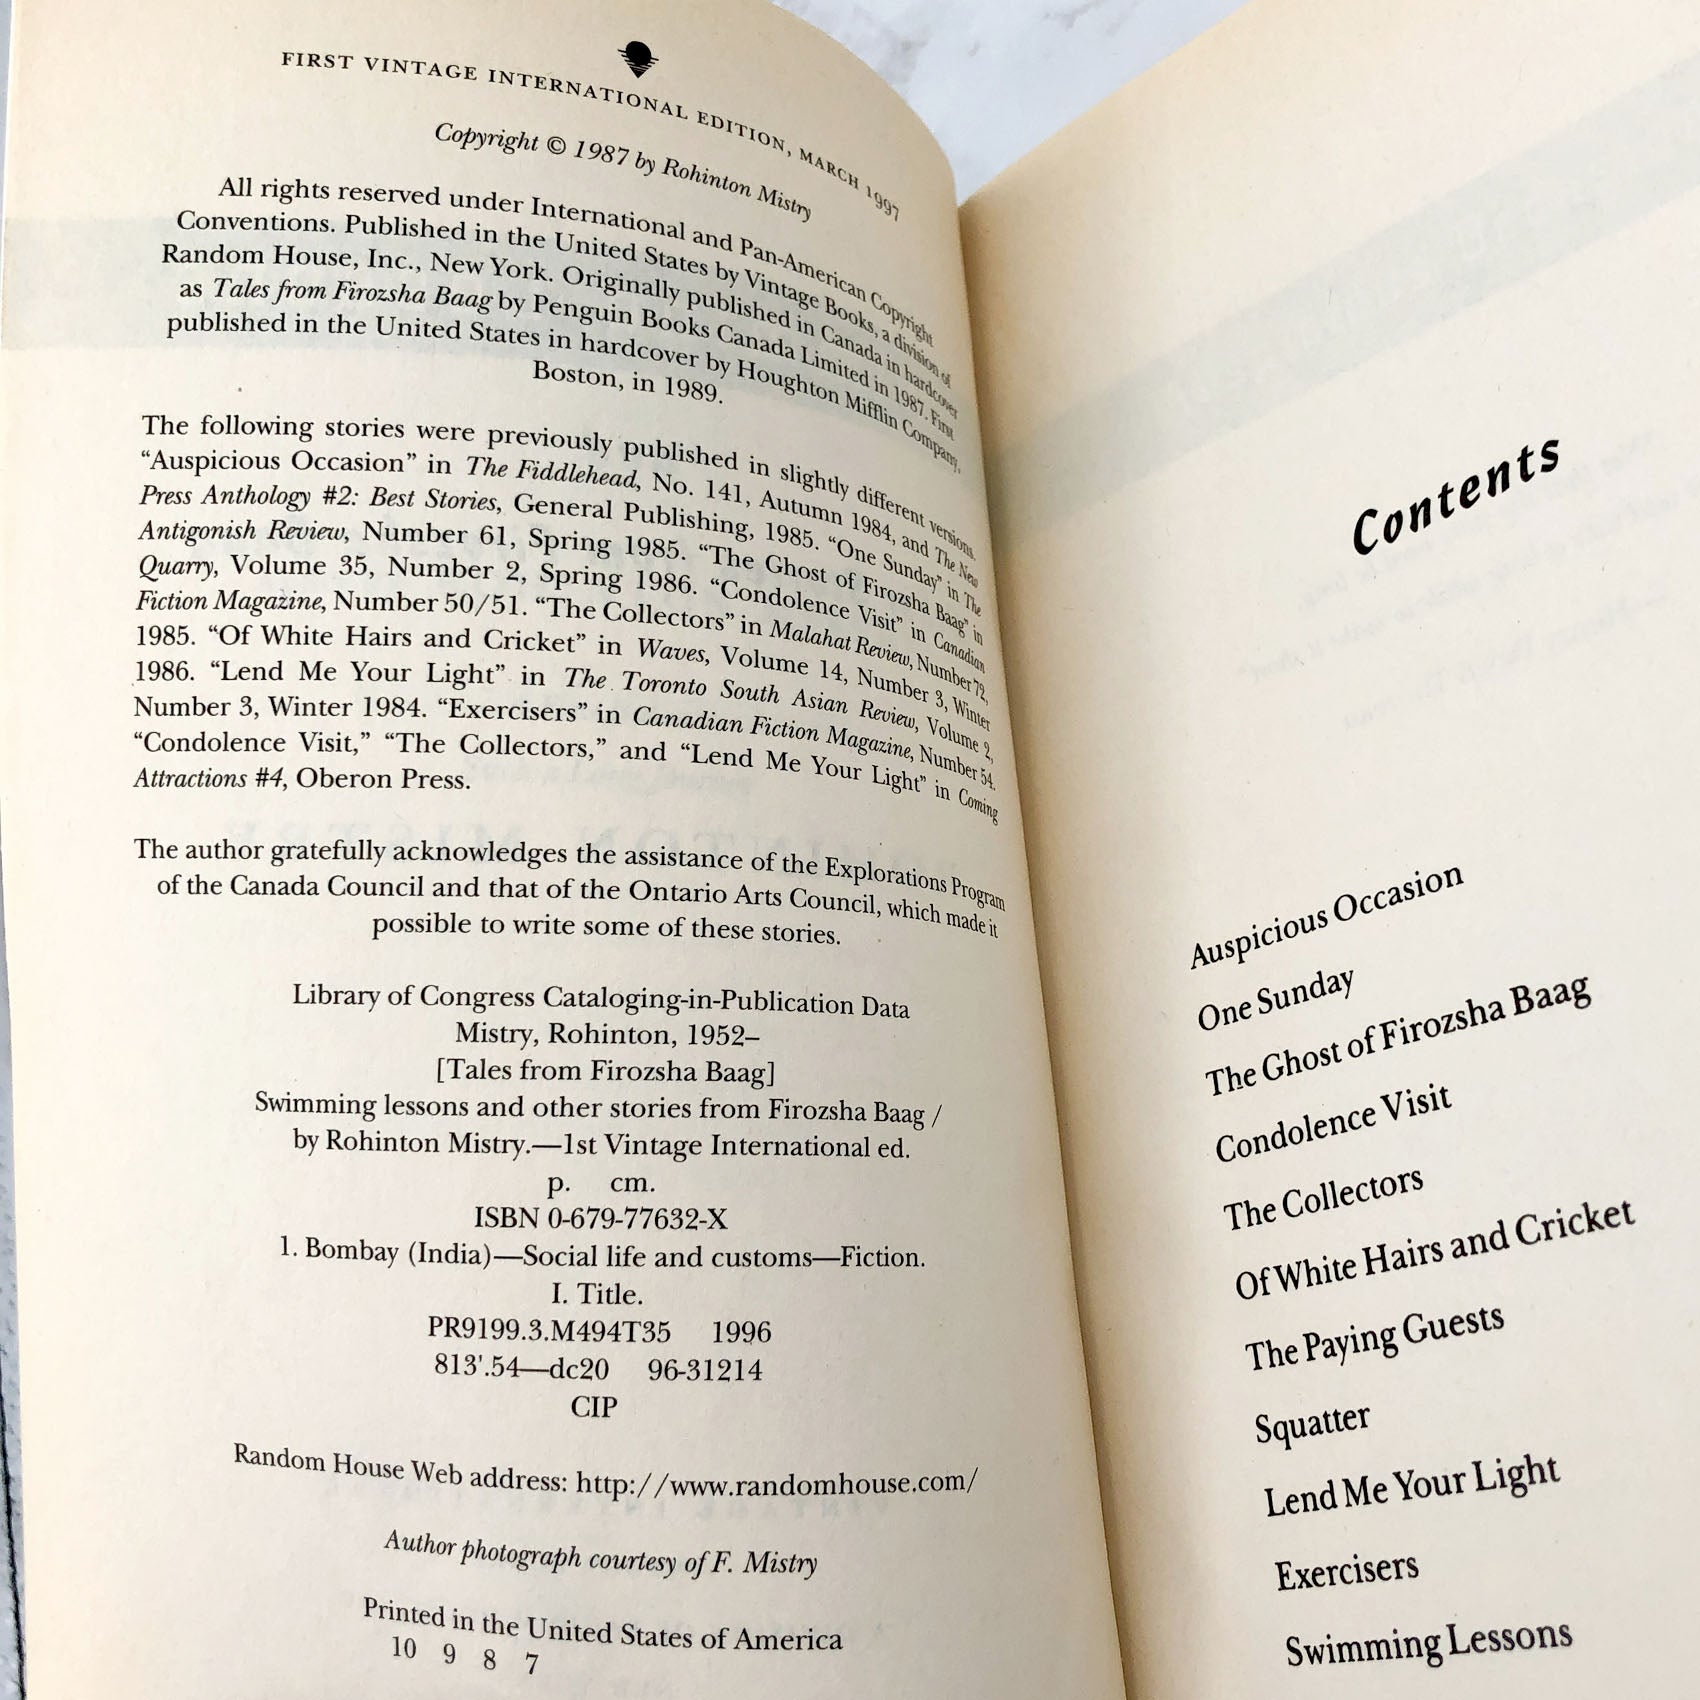 FIRST VINTAGE INTERNATIONAL EDITION, MARCH 1997
Copyright © 1987 by Rohinton Mistry
All rights reserved under International and Pan-American Copyright
Conventions. Published in the United States by Vintage Books, a division of
Random House, Inc., New York. Originally published in Canada in hardcover
as Tales from Firozsha Baag by Penguin Books Canada Limited in 1987. First
published in the United States in hardcover by Houghton Mifflin Company,
Boston, in 1989.
The following stories were previously published in slightly different versions.
“Auspicious Occasion” in The Fiddlehead, No. 141, Autumn 1984, and The New
Press Anthology #2: Best Stories, General Publishing, 1985. “One Sunday” in The
Antigonish Review, Number 61, Spring 1985. “The Ghost of Firozsha Baag” in
Quarry, Volume 35, Number 2, Spring 1986. “Condolence Visit” in Canadian
Fiction Magazine, Number 50/51. “The Collectors” in Malahat Review, Number 72,
1985. “Of White Hairs and Cricket” in Waves, Volume 14, Number 3, Winter
1986. “Lend Me Your Light” in The Toronto South Asian Review, Volume 2,
Number 3, Winter 1984. “Exercisers” in Canadian Fiction Magazine, Number 54.
“Condolence Visit,” “The Collectors,” and “Lend Me Your Light” in Coming
Attractions #4, Oberon Press.
The author gratefully acknowledges the assistance of the Explorations Program
of the Canada Council and that of the Ontario Arts Council, which made it
possible to write some of these stories.
Library of Congress Cataloging-in-Publication Data
Mistry, Rohinton, 1952–
[Tales from Firozsha Baag]
Swimming lessons and other stories from Firozsha Baag /
by Rohinton Mistry.—1st Vintage International ed.
p. cm.
ISBN 0-679-77632-X
1. Bombay (India)—Social life and customs—Fiction.
I. Title.
PR9199.3.M494T35 1996
813'.54—dc20 96-31214
CIP
Random House Web address: http://www.randomhouse.com/
Author photograph courtesy of F. Mistry
Printed in the United States of America
10 9 8 7
Contents
Auspicious Occasion
One Sunday
The Ghost of Firozsha Baag
Condolence Visit
The Collectors
Of White Hairs and Cricket
The Paying Guests
Squatter
Lend Me Your Light
Exercisers
Swimming Lessons